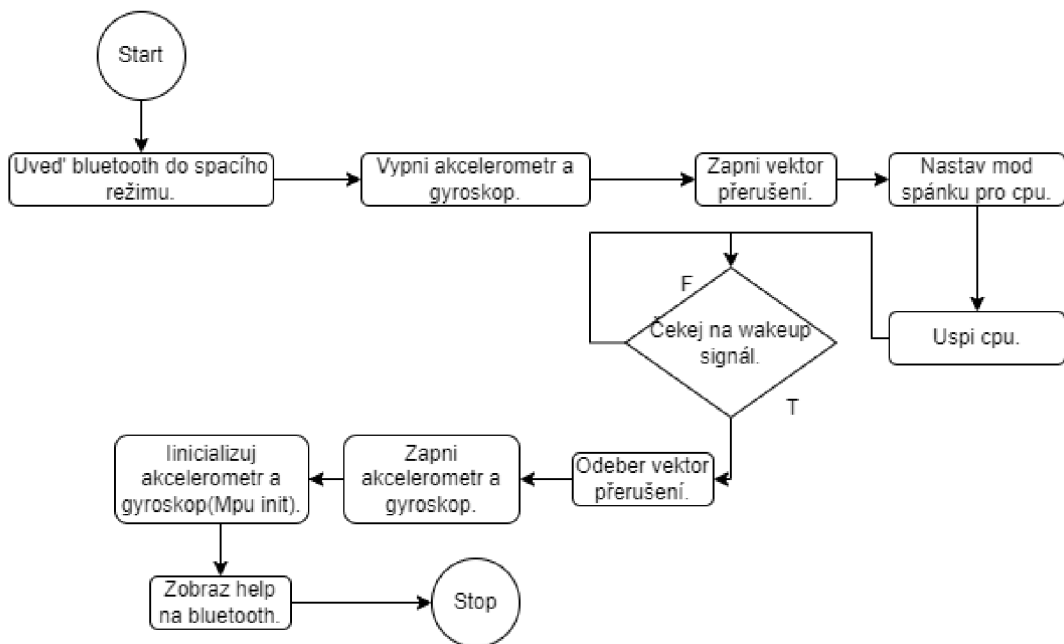 Start
Uveď bluetooth do spacího
režimu.
Vypni akcelerometr a
gyroskop.
Zapni vektor
přerušení.
Nastav mod
spánku pro cpu.
Uspi cpu.
F
Čekej na wakeup
signál.
T
Odeber vektor
přerušení.
Zapni
akcelerometr a
gyroskop.
Iinicializuj
akcelerometr a
gyroskop(Mpu init).
Zobraz help
na bluetooth.
Stop